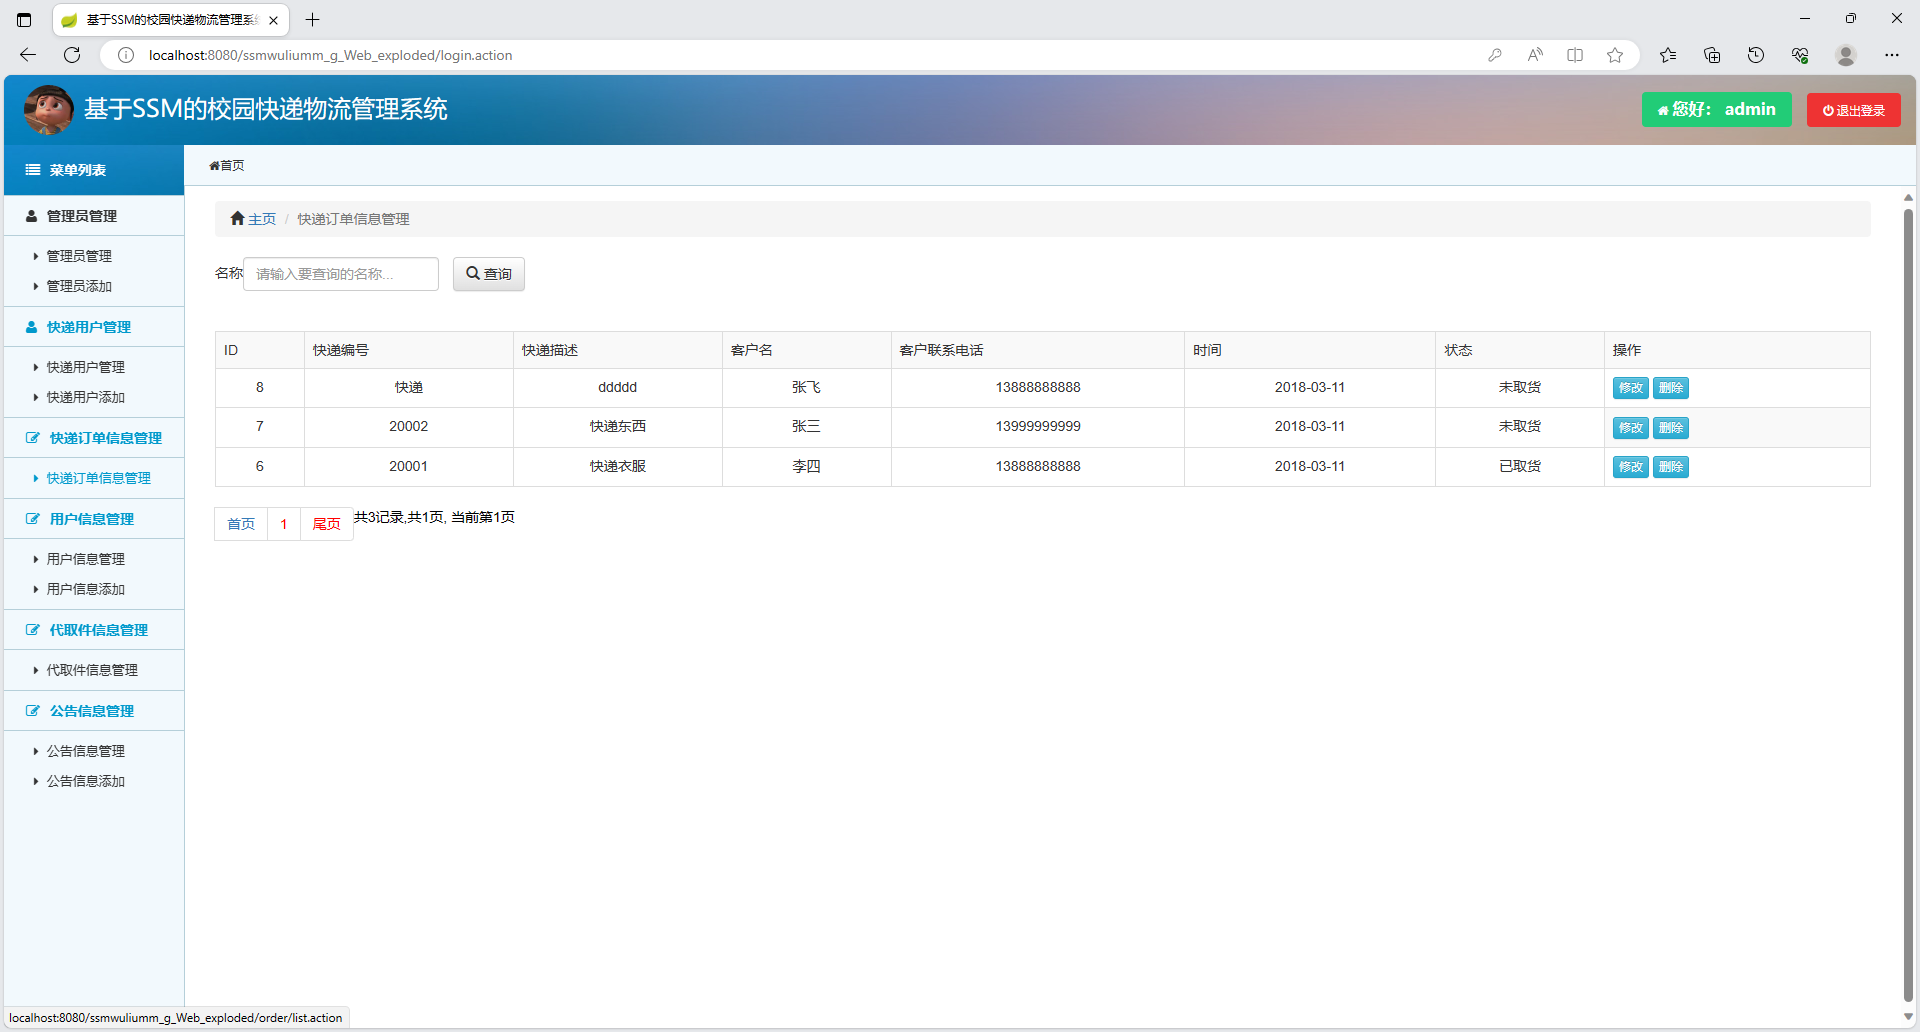 基于SSM的校园快递物流管理系
localhost:8080/ssmwuliumm_g_Web_exploded/login.action
基于SSM的校园快递物流管理系统
您好： admin
退出登录
菜单列表
首页
管理员管理
管理员管理
管理员添加
快递用户管理
快递用户管理
快递用户添加
快递订单信息管理
快递订单信息管理
用户信息管理
用户信息管理
用户信息添加
代取件信息管理
代取件信息管理
公告信息管理
公告信息管理
公告信息添加
主页 / 快递订单信息管理
名称 请输入要查询的名称... 查询
ID 快递编号 快递描述 客户名 客户联系电话 时间 状态 操作
8 快递 ddddd 张飞 13888888888 2018-03-11 未取货 修改 删除
7 20002 快递东西 张三 13999999999 2018-03-11 未取货 修改 删除
6 20001 快递衣服 李四 13888888888 2018-03-11 已取货 修改 删除
首页 1 尾页 共3记录,共1页, 当前第1页
localhost:8080/ssmwuliumm_g_Web_exploded/order/list.action